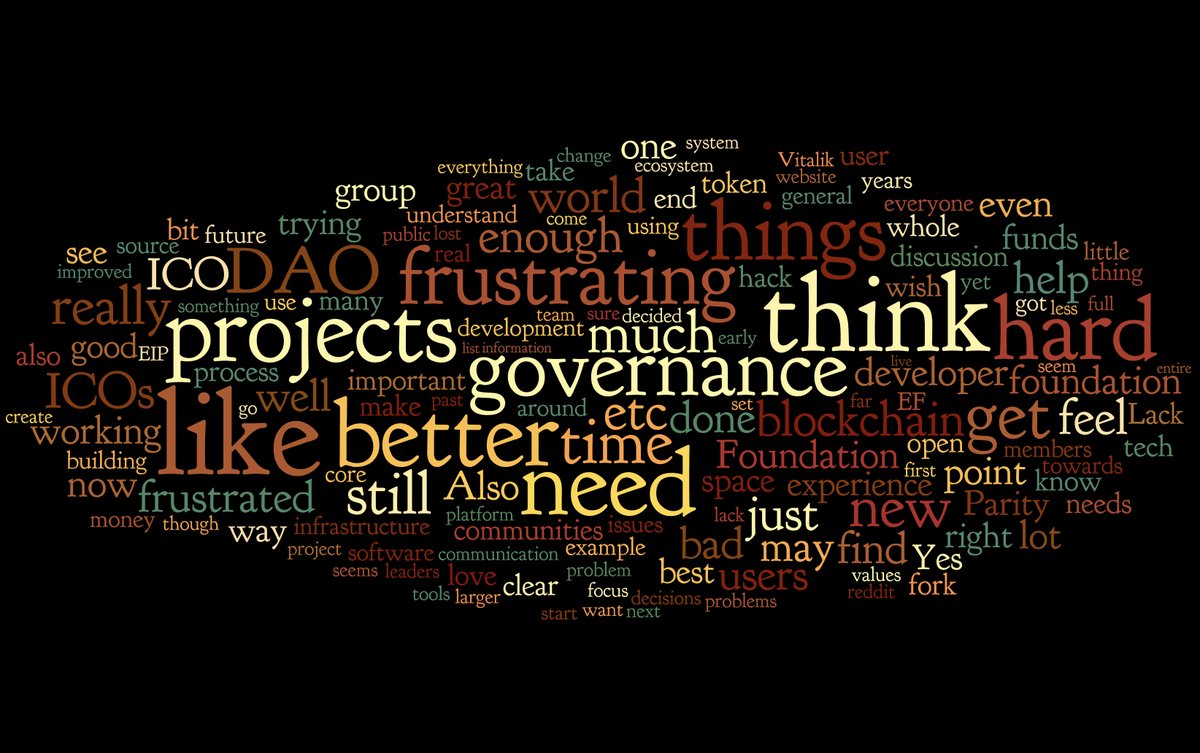 one
system
change
everything
take
ecosystem
Vitalik
user
website
group
great
world
end
token
general
years
understand
come
using
things
whole
everyone
even
bit
future
trying
public
lost
enough
real
discussion
funds
little
see
source
improved
ICO
DAO
frustrating
hack
wish
yet
help
thing
really
something
use
many
projects
team
sure
decided
development
much
early
think
got
less
full
hard
also
good
EIP
process
list
information
governance
live
developer
seem
foundation
entire
ICOs
go
well
important
make
past
around
etc
set
far
EF
done
blockchain
get
feel
Lack
create
working
like
better
time
open
members
tech
building
core
Foundation
first
point
towards
know
now
frustrated
still
Also
need
space
experience
Parity
needs
money
though
way
infrastructure
platform
communities
issues
lack
just
new
right
lot
project
software
communication
example
bad
may
find
Yes
seems
leaders
love
clear
problem
best
users
values
fork
tools
larger
focus
decisions
problems
reddit
start
want
next